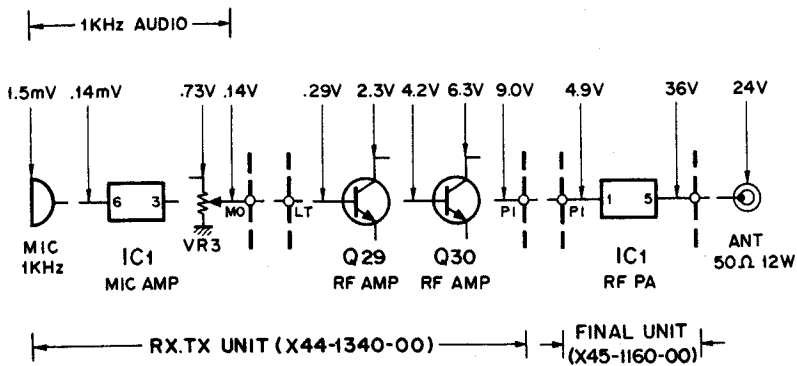 1KHz AUDIO
1.5mV .14mV .73V .14V .29V 2.3V 4.2V 6.3V 9.0V 4.9V 36V 24V
6 3 MO LT PI PI 1 5
MIC
1KHz
IC1
MIC AMP
VR3
Q29
RF AMP
Q30
RF AMP
IC1
RF PA
ANT
50Ω 12W
RX.TX UNIT (X44-1340-00)
FINAL UNIT
(X45-1160-00)